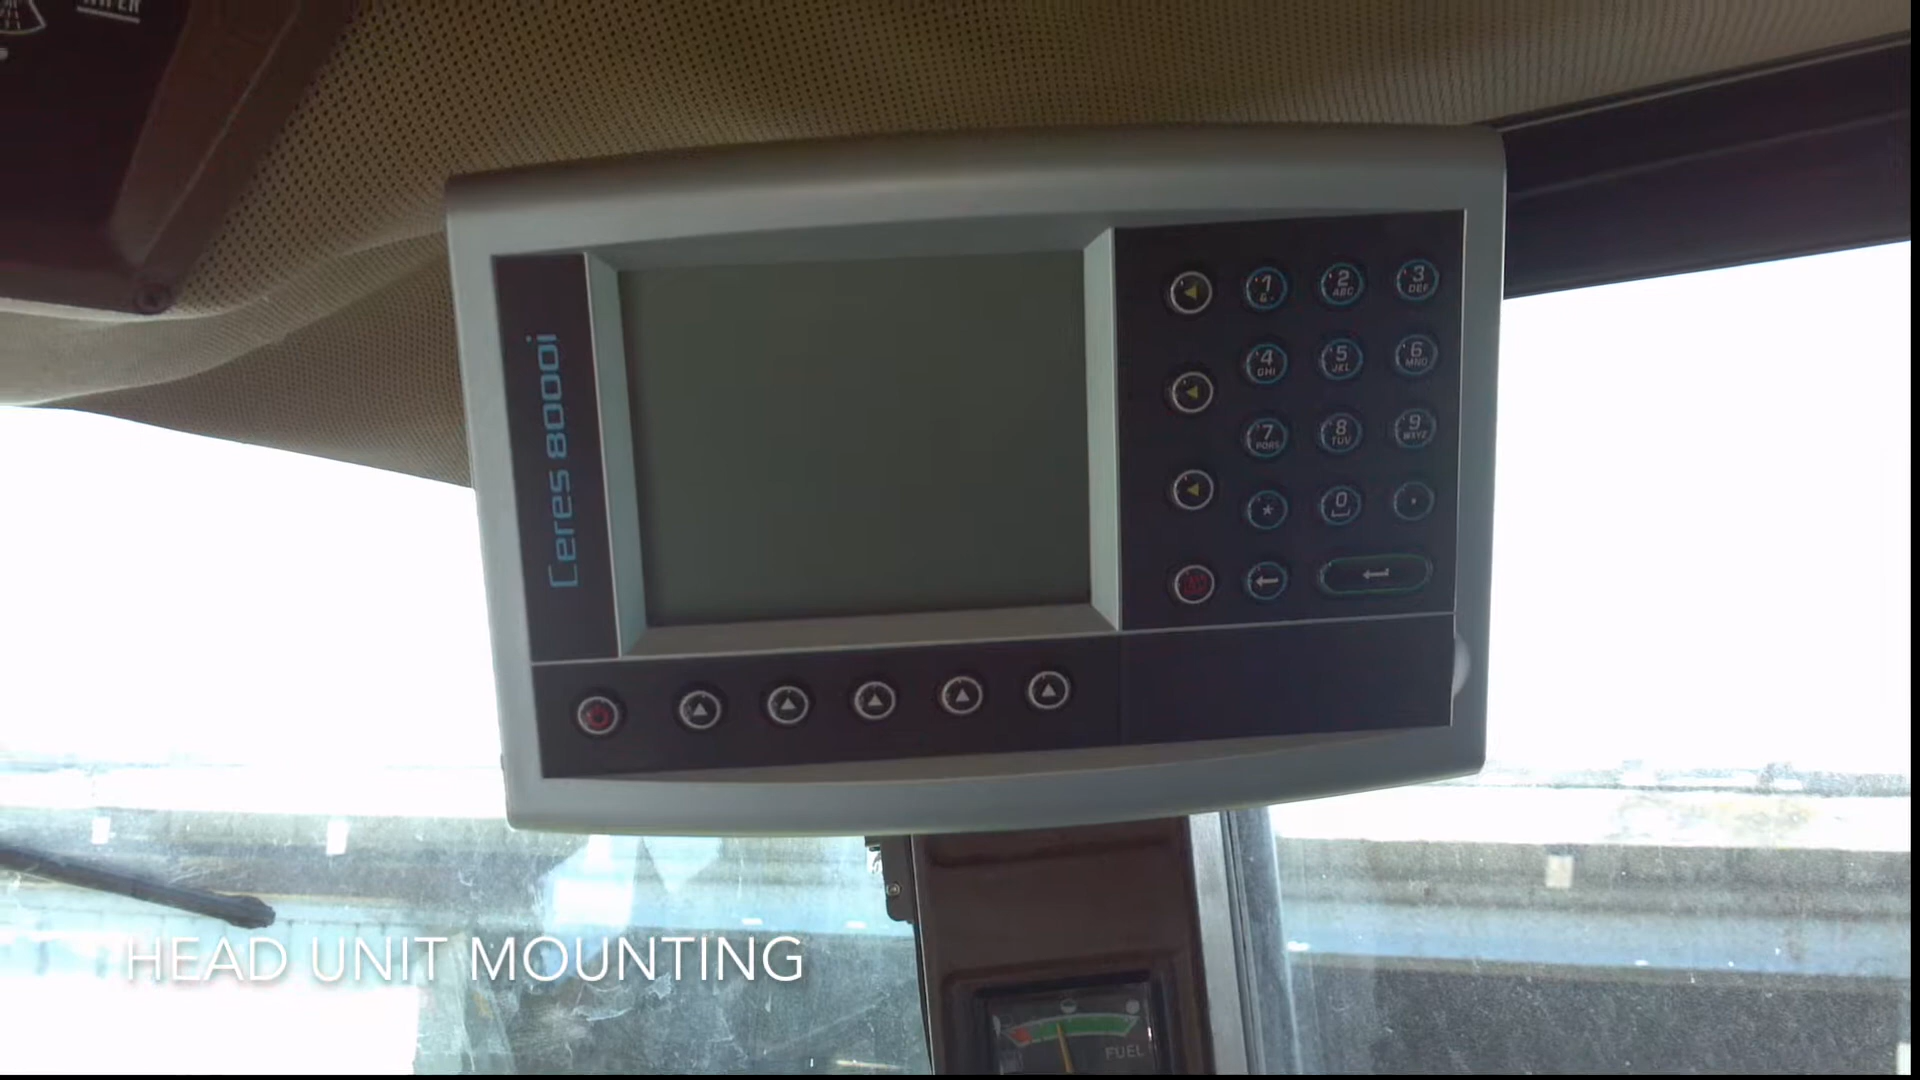 Ceres 8000i
1
&-
2
ABC
3
DEF
4
GHI
5
JKL
6
MNO
7
PQRS
8
TUV
9
WXYZ
*
0
HEAD UNIT MOUNTING
FUEL